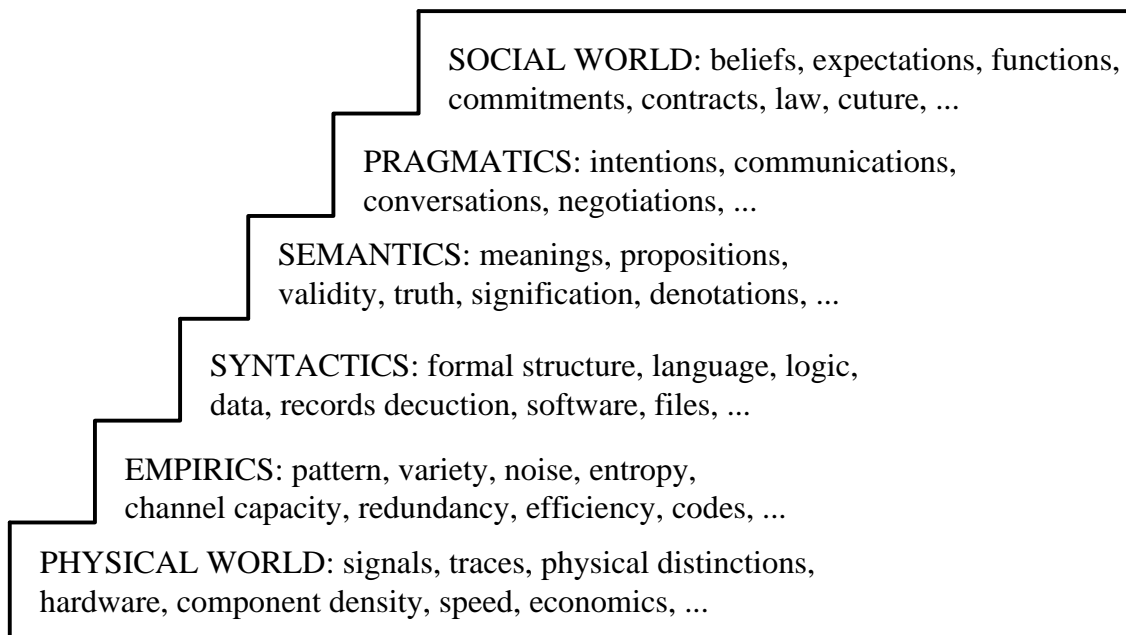 SOCIAL WORLD: beliefs, expectations, functions,
commitments, contracts, law, cuture, ...
PRAGMATICS: intentions, communications,
conversations, negotiations, ...
SEMANTICS: meanings, propositions,
validity, truth, signification, denotations, ...
SYNTACTICS: formal structure, language, logic,
data, records decuction, software, files, ...
EMPIRICS: pattern, variety, noise, entropy,
channel capacity, redundancy, efficiency, codes, ...
PHYSICAL WORLD: signals, traces, physical distinctions,
hardware, component density, speed, economics, ...